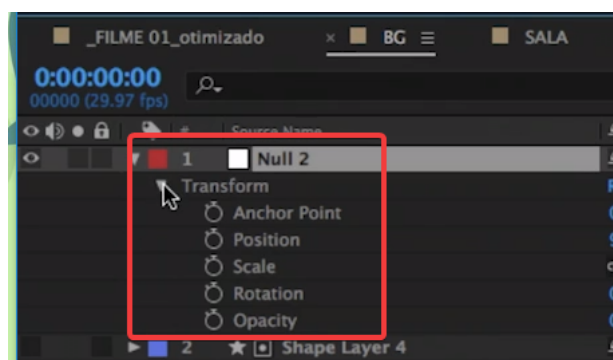 _FILME 01_otimizado × BG SALA
0:00:00:00
00000 (29.97 fps)
# Source Name
1 Null 2
Transform
Anchor Point
Position
Scale
Rotation
Opacity
2 Shape Layer 4